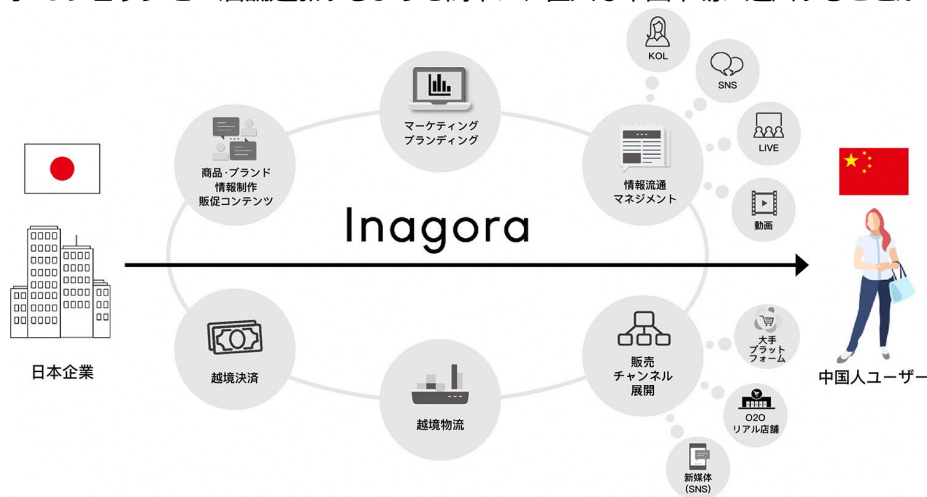 KOL
SNS
LIVE
動画
マーケティング
ブランディング
商品・ブランド
情報制作
販促コンテンツ
情報流通
マネジメント
Inagora
日本企業
中国人ユーザー
越境決済
越境物流
販売
チャンネル
展開
大手
プラット
フォーム
O2O
リアル店舗
新媒体
(SNS)